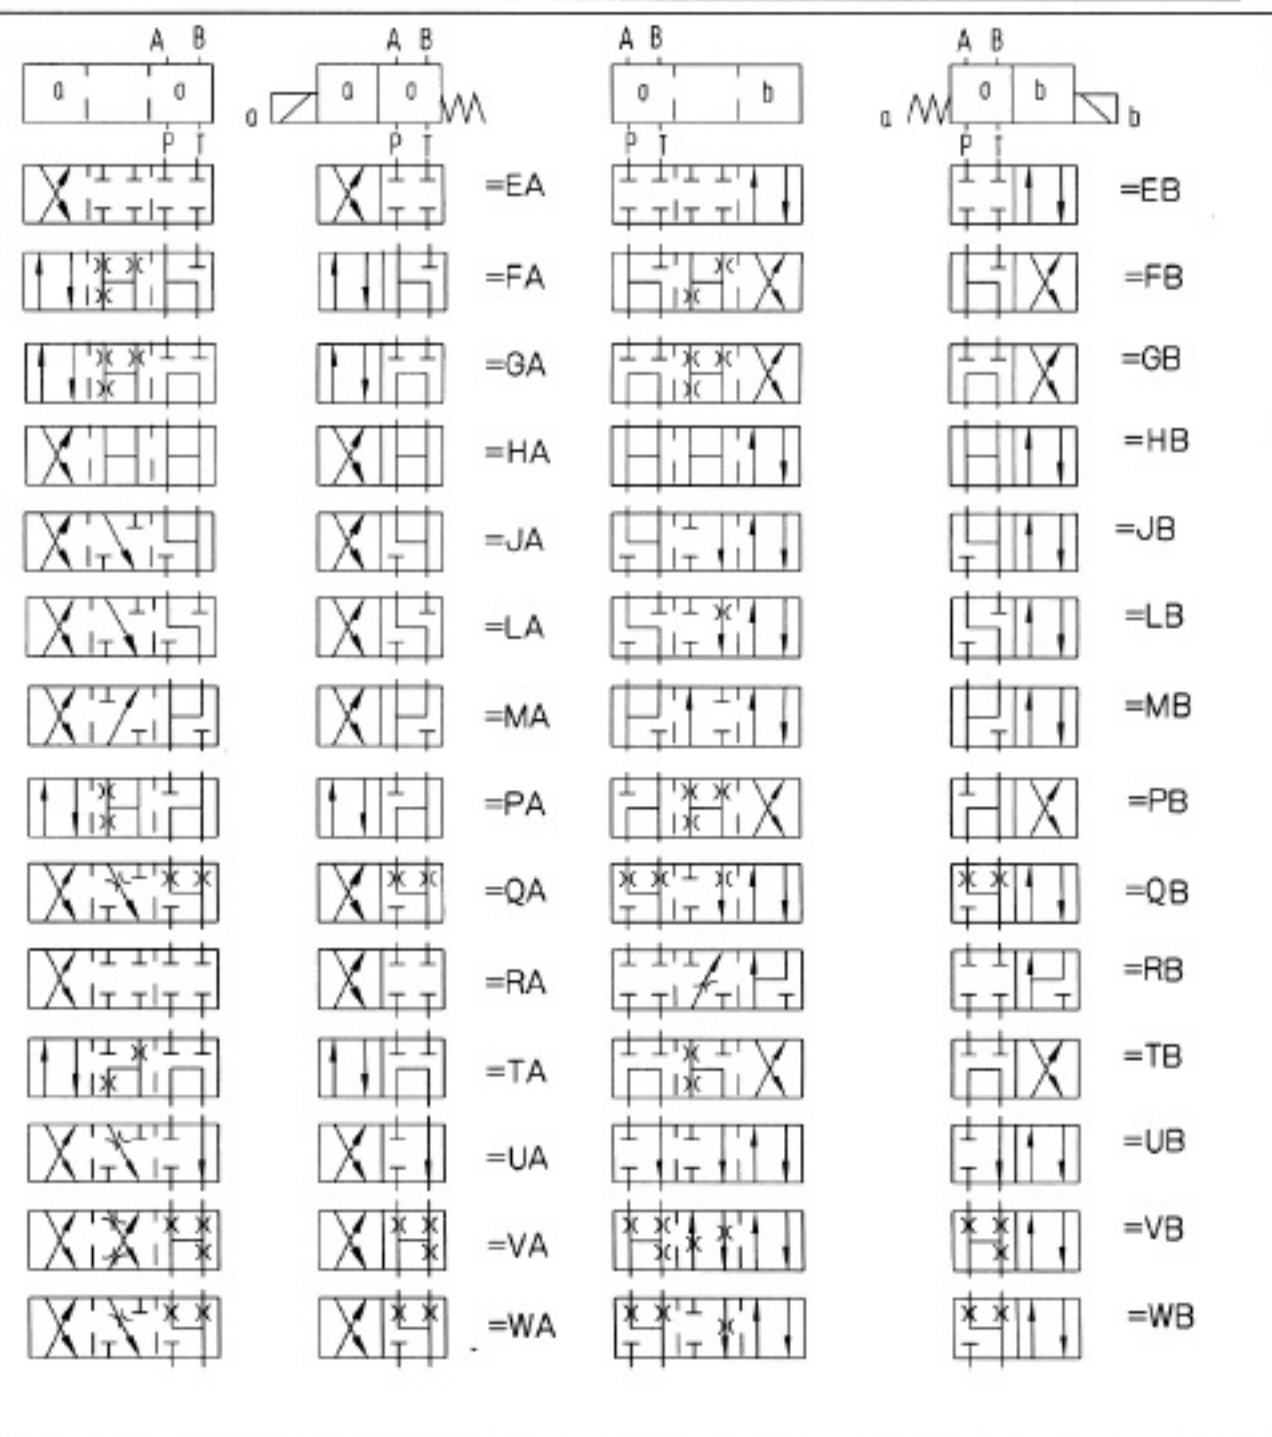 A B A B A B A B
a o a a o o b a o b b
P T P T P T P T
=EA =EB
=FA =FB
=GA =GB
=HA =HB
=JA =JB
=LA =LB
=MA =MB
=PA =PB
=QA =QB
=RA =RB
=TA =TB
=UA =UB
=VA =VB
=WA =WB